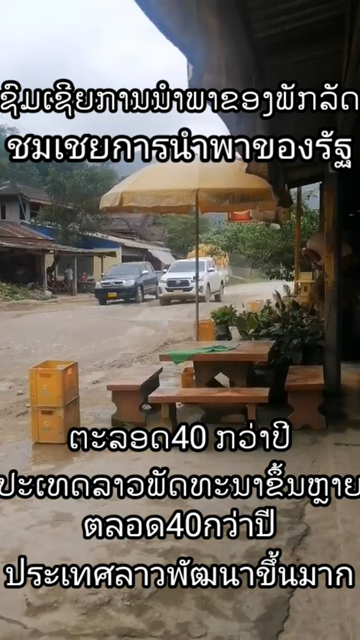 ຊົມເຊີຍການນຳພາຂອງພັກລັດ
ชมเชยการนำพาของรัฐ
ຕະລອດ40 ກວ່າປີ
ປະເທດລາວພັດທະນາຂຶ້ນຫຼາຍ
ตลอด40กว่าปี
ประเทศลาวพัฒนาขึ้นมาก